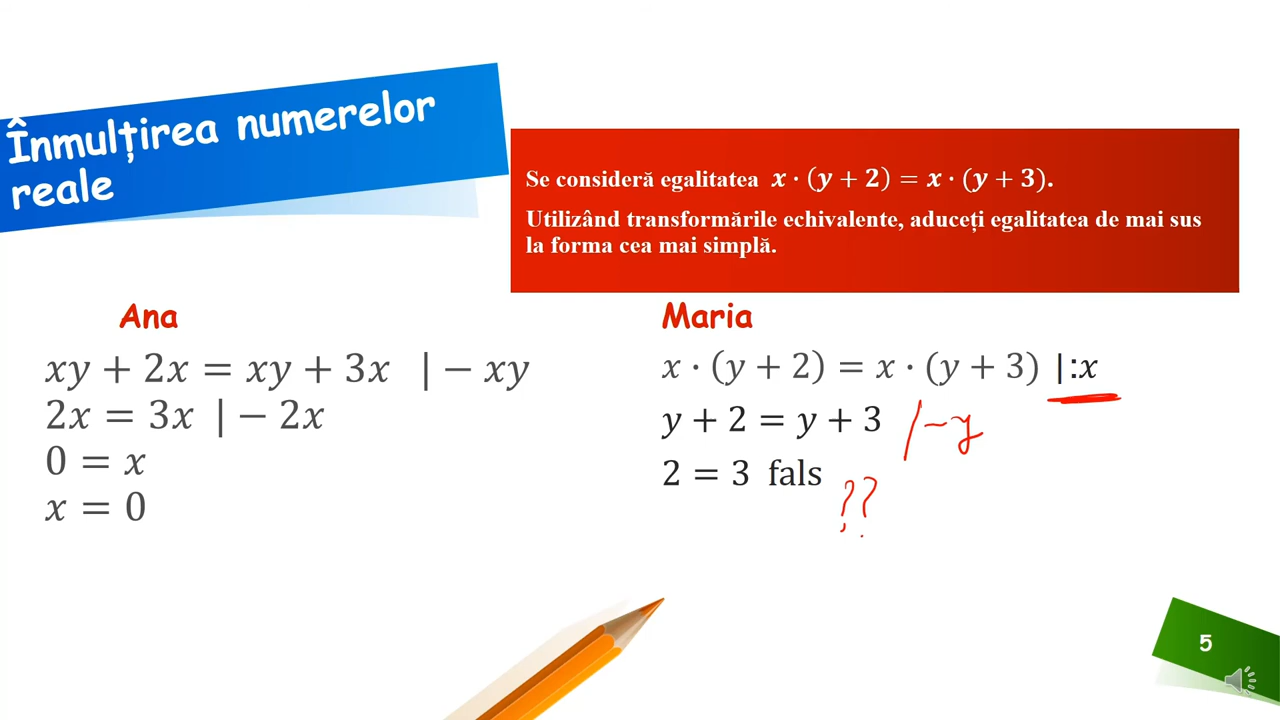 Înmulțirea numerelor
reale
Se consideră egalitatea x · (y + 2) = x · (y + 3).
Utilizând transformările echivalente, aduceți egalitatea de mai sus
la forma cea mai simplă.
Ana
xy + 2x = xy + 3x | − xy
2x = 3x | − 2x
0 = x
x = 0
Maria
x · (y + 2) = x · (y + 3) |:x
y + 2 = y + 3 /−y
2 = 3 fals
??
5